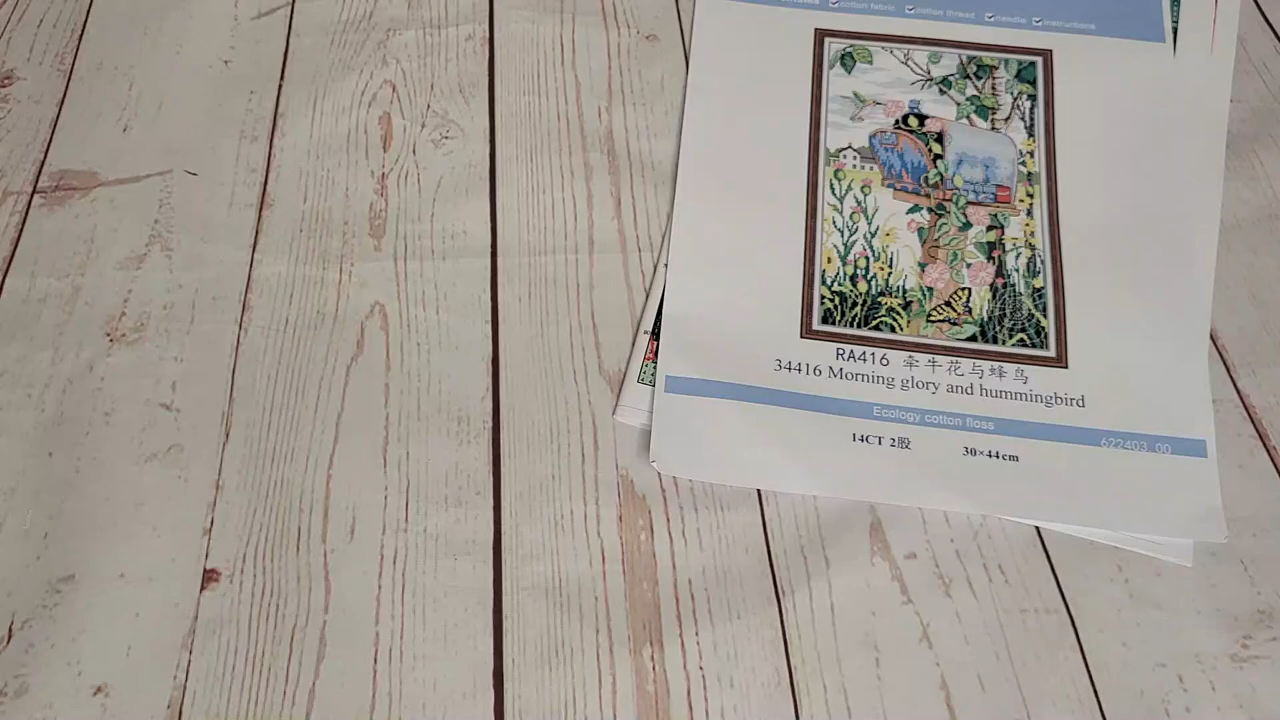 cotton fabric cotton thread needle instructions
RA416 牵牛花与蜂鸟
34416 Morning glory and hummingbird
Ecology cotton floss
622403.00
14CT 2股 30×44cm